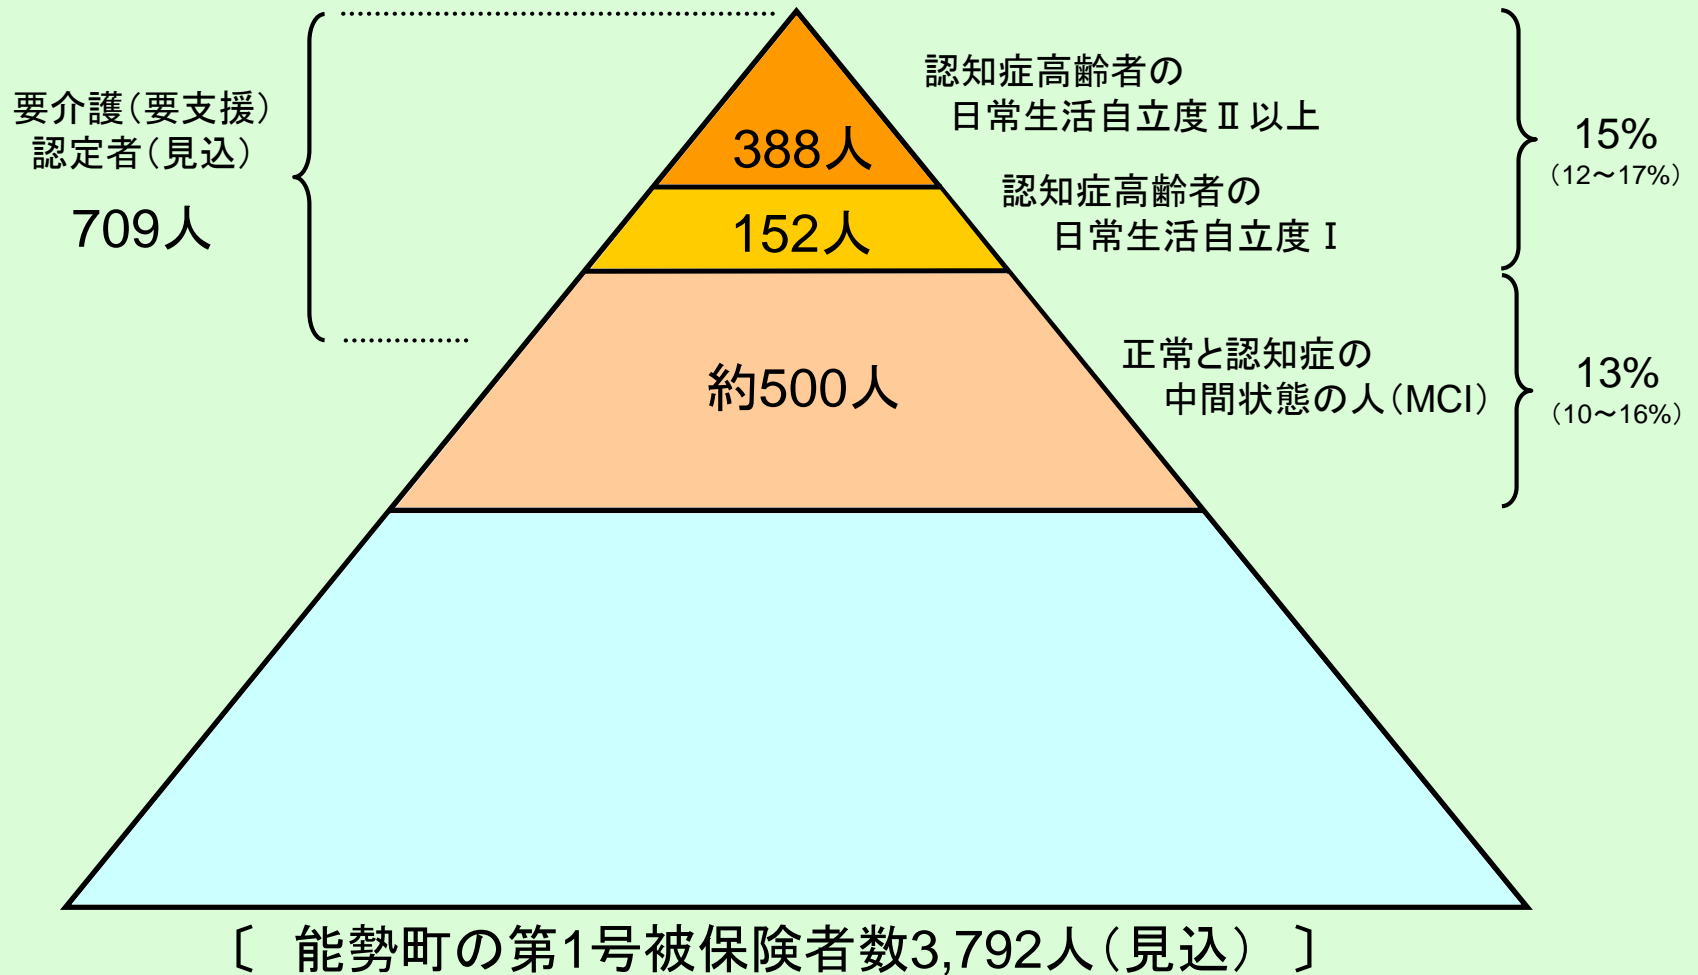 要介護（要支援）
認定者（見込）
709人
388人
152人
約500人
認知症高齢者の
日常生活自立度Ⅱ以上
認知症高齢者の
日常生活自立度Ⅰ
正常と認知症の
中間状態の人（MCI）
15%
（12～17%）
13%
（10～16%）
〔 能勢町の第1号被保険者数3,792人（見込） 〕